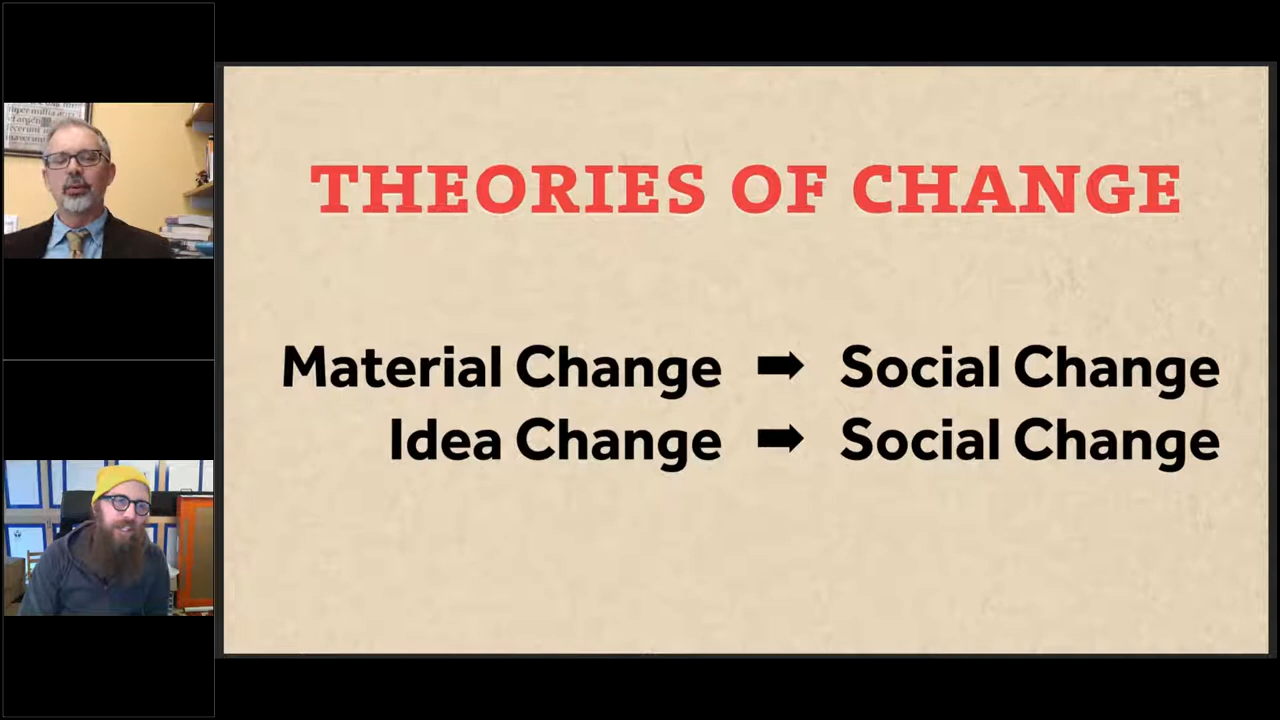 THEORIES OF CHANGE
Material Change ➡ Social Change
Idea Change ➡ Social Change